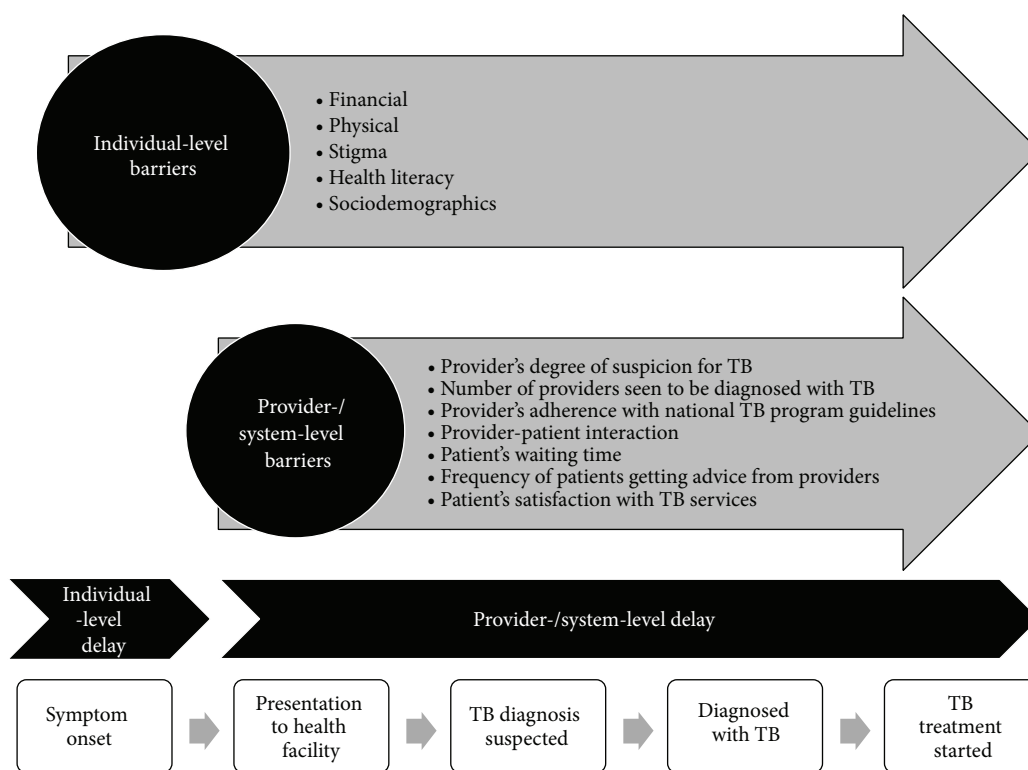 Individual-level
barriers
• Financial
• Physical
• Stigma
• Health literacy
• Sociodemographics
Provider-/
system-level
barriers
• Provider's degree of suspicion for TB
• Number of providers seen to be diagnosed with TB
• Provider's adherence with national TB program guidelines
• Provider-patient interaction
• Patient's waiting time
• Frequency of patients getting advice from providers
• Patient's satisfaction with TB services
Individual
-level
delay
Provider-/system-level delay
Symptom
onset
Presentation
to health
facility
TB diagnosis
suspected
Diagnosed
with TB
TB
treatment
started